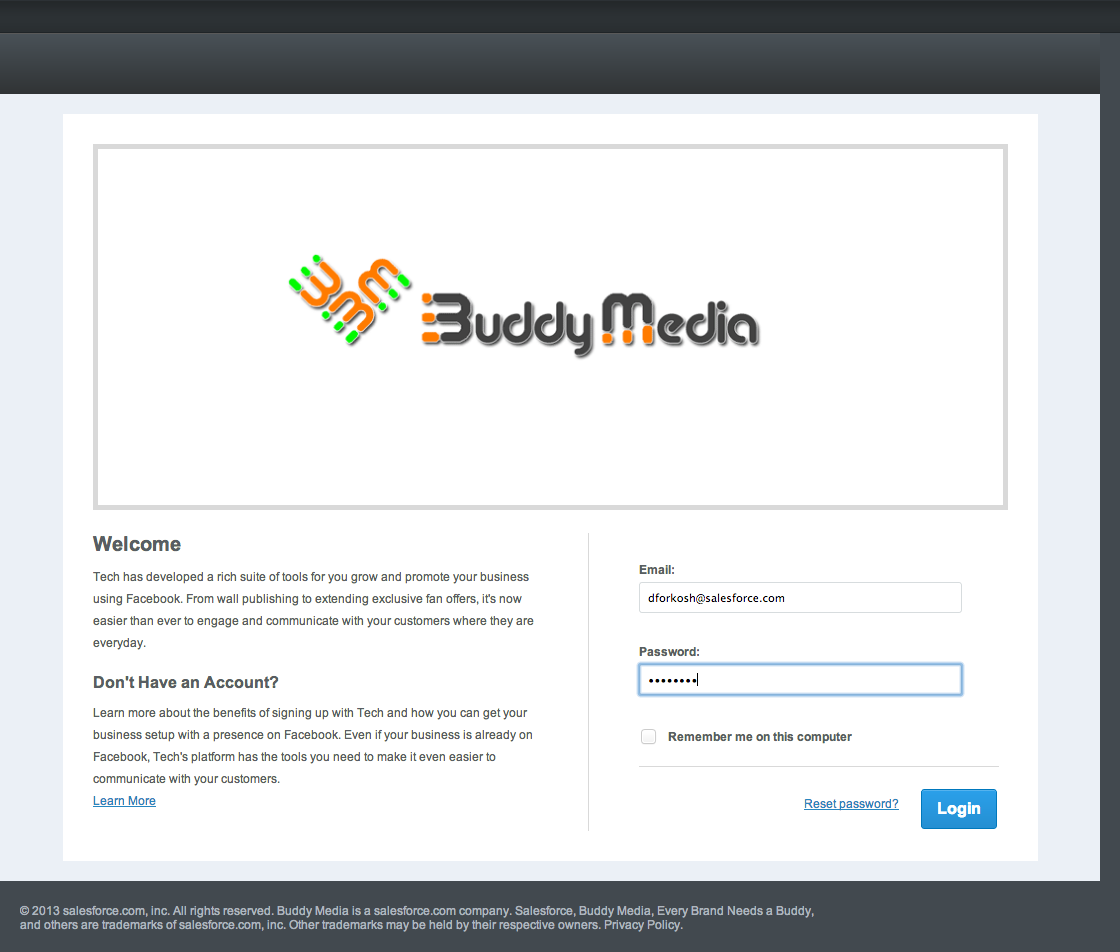 Buddy Media
Welcome
Tech has developed a rich suite of tools for you grow and promote your business
using Facebook. From wall publishing to extending exclusive fan offers, it's now
easier than ever to engage and communicate with your customers where they are
everyday.
Don't Have an Account?
Learn more about the benefits of signing up with Tech and how you can get your
business setup with a presence on Facebook. Even if your business is already on
Facebook, Tech's platform has the tools you need to make it even easier to
communicate with your customers.
Learn More
Email:
dforkosh@salesforce.com
Password:
••••••••
Remember me on this computer
Reset password?
Login
© 2013 salesforce.com, inc. All rights reserved. Buddy Media is a salesforce.com company. Salesforce, Buddy Media, Every Brand Needs a Buddy,
and others are trademarks of salesforce.com, inc. Other trademarks may be held by their respective owners. Privacy Policy.